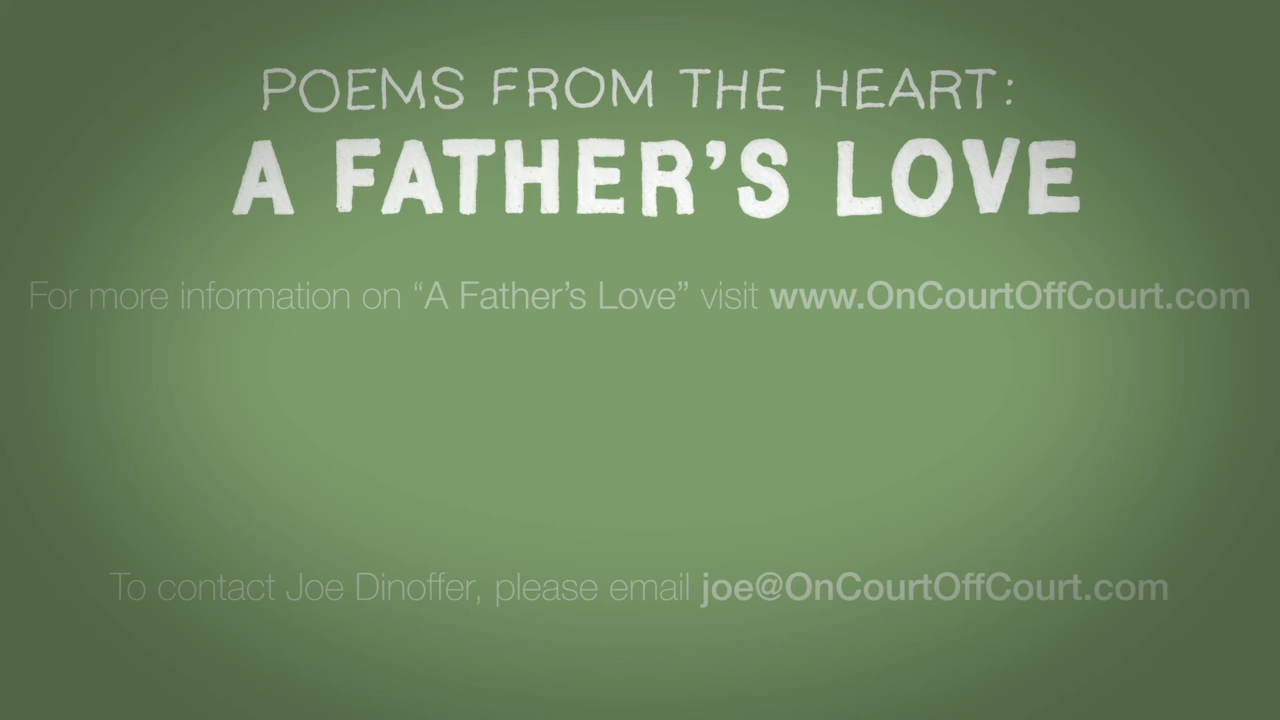 POEMS FROM THE HEART:
A FATHER’S LOVE
For more information on “A Father’s Love” visit www.OnCourtOffCourt.com
To contact Joe Dinoffer, please email joe@OnCourtOffCourt.com